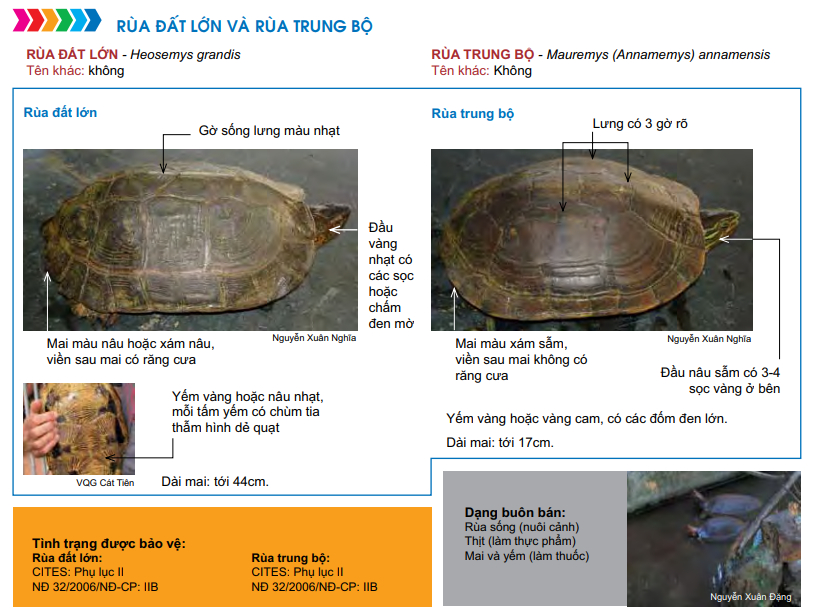 RÙA ĐẤT LỚN VÀ RÙA TRUNG BỘ
RÙA ĐẤT LỚN - Heosemys grandis
Tên khác: không
RÙA TRUNG BỘ - Mauremys (Annamemys) annamensis
Tên khác: Không
Rùa đất lớn
Gờ sống lưng màu nhạt
Đầu
vàng
nhạt có
các sọc
hoặc
chấm
đen mờ
Nguyễn Xuân Nghĩa
Mai màu nâu hoặc xám nâu,
viền sau mai có răng cưa
Yếm vàng hoặc nâu nhạt,
mỗi tấm yếm có chùm tia
thẫm hình dẻ quạt
VQG Cát Tiên
Dài mai: tới 44cm.
Rùa trung bộ
Lưng có 3 gờ rõ
Nguyễn Xuân Nghĩa
Mai màu xám sẫm,
viền sau mai không có
răng cưa
Đầu nâu sẫm có 3-4
sọc vàng ở bên
Yếm vàng hoặc vàng cam, có các đốm đen lớn.
Dài mai: tới 17cm.
Tình trạng được bảo vệ:
Rùa đất lớn:
CITES: Phụ lục II
NĐ 32/2006/NĐ-CP: IIB
Rùa trung bộ:
CITES: Phụ lục II
NĐ 32/2006/NĐ-CP: IIB
Dạng buôn bán:
Rùa sống (nuôi cảnh)
Thịt (làm thực phẩm)
Mai và yếm (làm thuốc)
Nguyễn Xuân Đặng